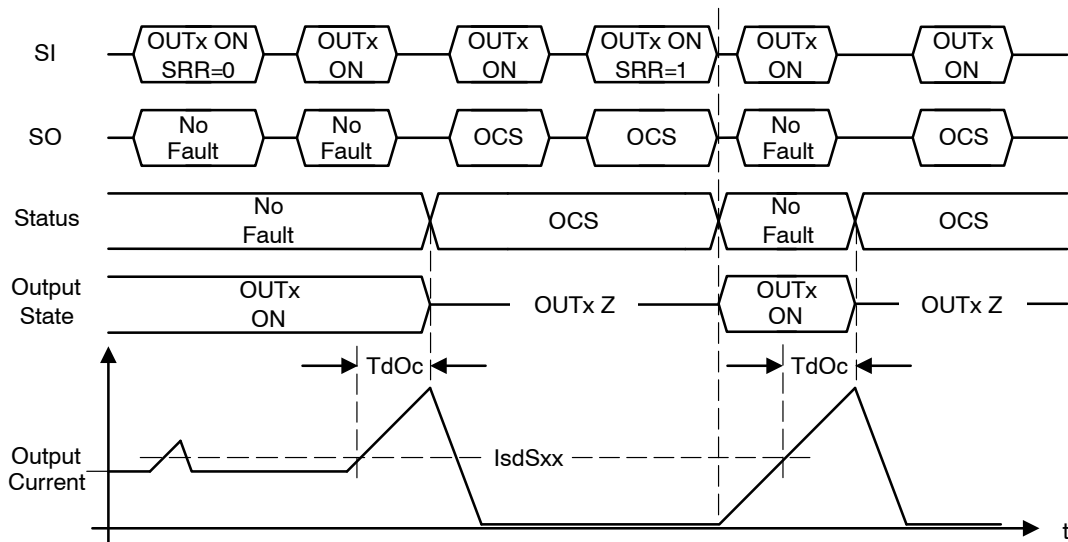 SI
OUTx ON
SRR=0
OUTx
ON
OUTx
ON
OUTx ON
SRR=1
OUTx
ON
OUTx
ON
SO
No
Fault
No
Fault
OCS
OCS
No
Fault
OCS
Status
No
Fault
OCS
No
Fault
OCS
Output
State
OUTx
ON
OUTx Z
OUTx
ON
OUTx Z
TdOc
TdOc
Output
Current
IsdSxx
t